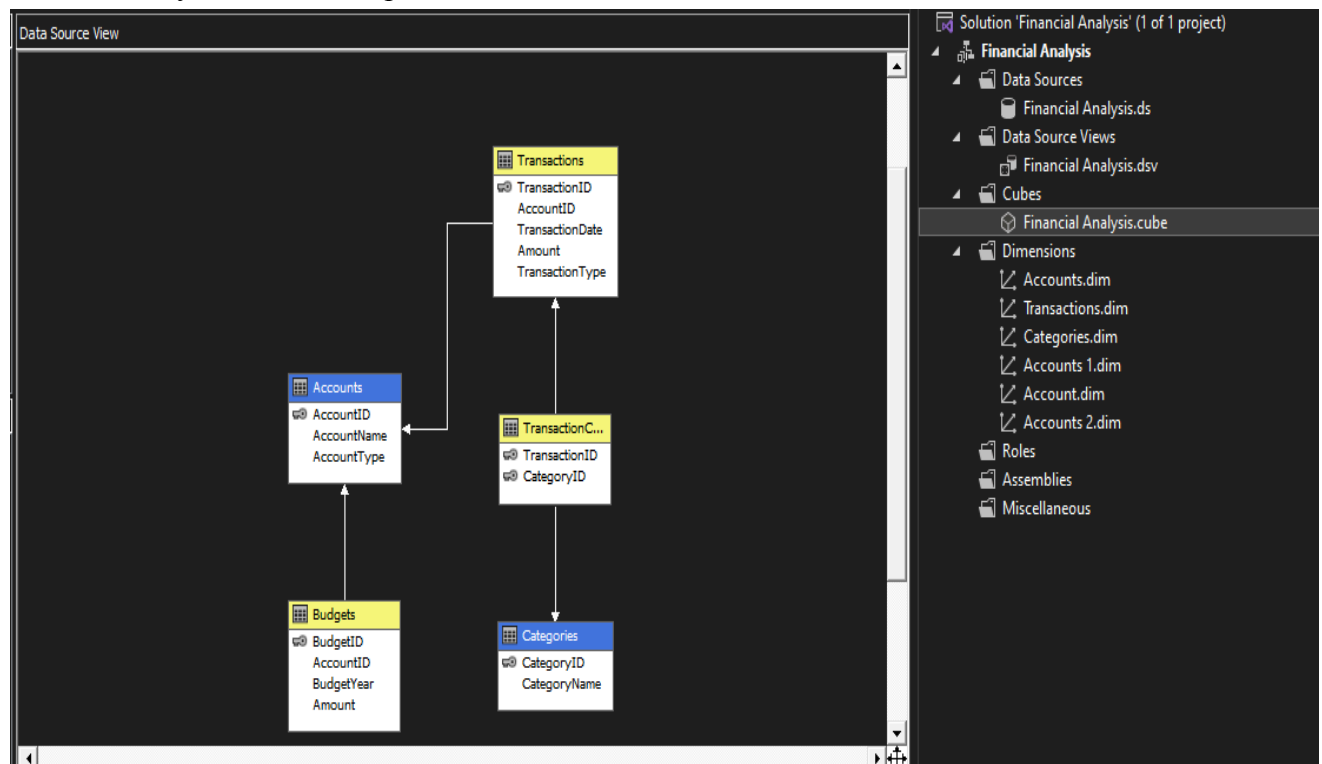 Data Source View
Transactions
TransactionID
AccountID
TransactionDate
Amount
TransactionType
Accounts
AccountID
AccountName
AccountType
TransactionC...
TransactionID
CategoryID
Budgets
BudgetID
AccountID
BudgetYear
Amount
Categories
CategoryID
CategoryName
Solution 'Financial Analysis' (1 of 1 project)
Financial Analysis
Data Sources
Financial Analysis.ds
Data Source Views
Financial Analysis.dsv
Cubes
Financial Analysis.cube
Dimensions
Accounts.dim
Transactions.dim
Categories.dim
Accounts 1.dim
Account.dim
Accounts 2.dim
Roles
Assemblies
Miscellaneous